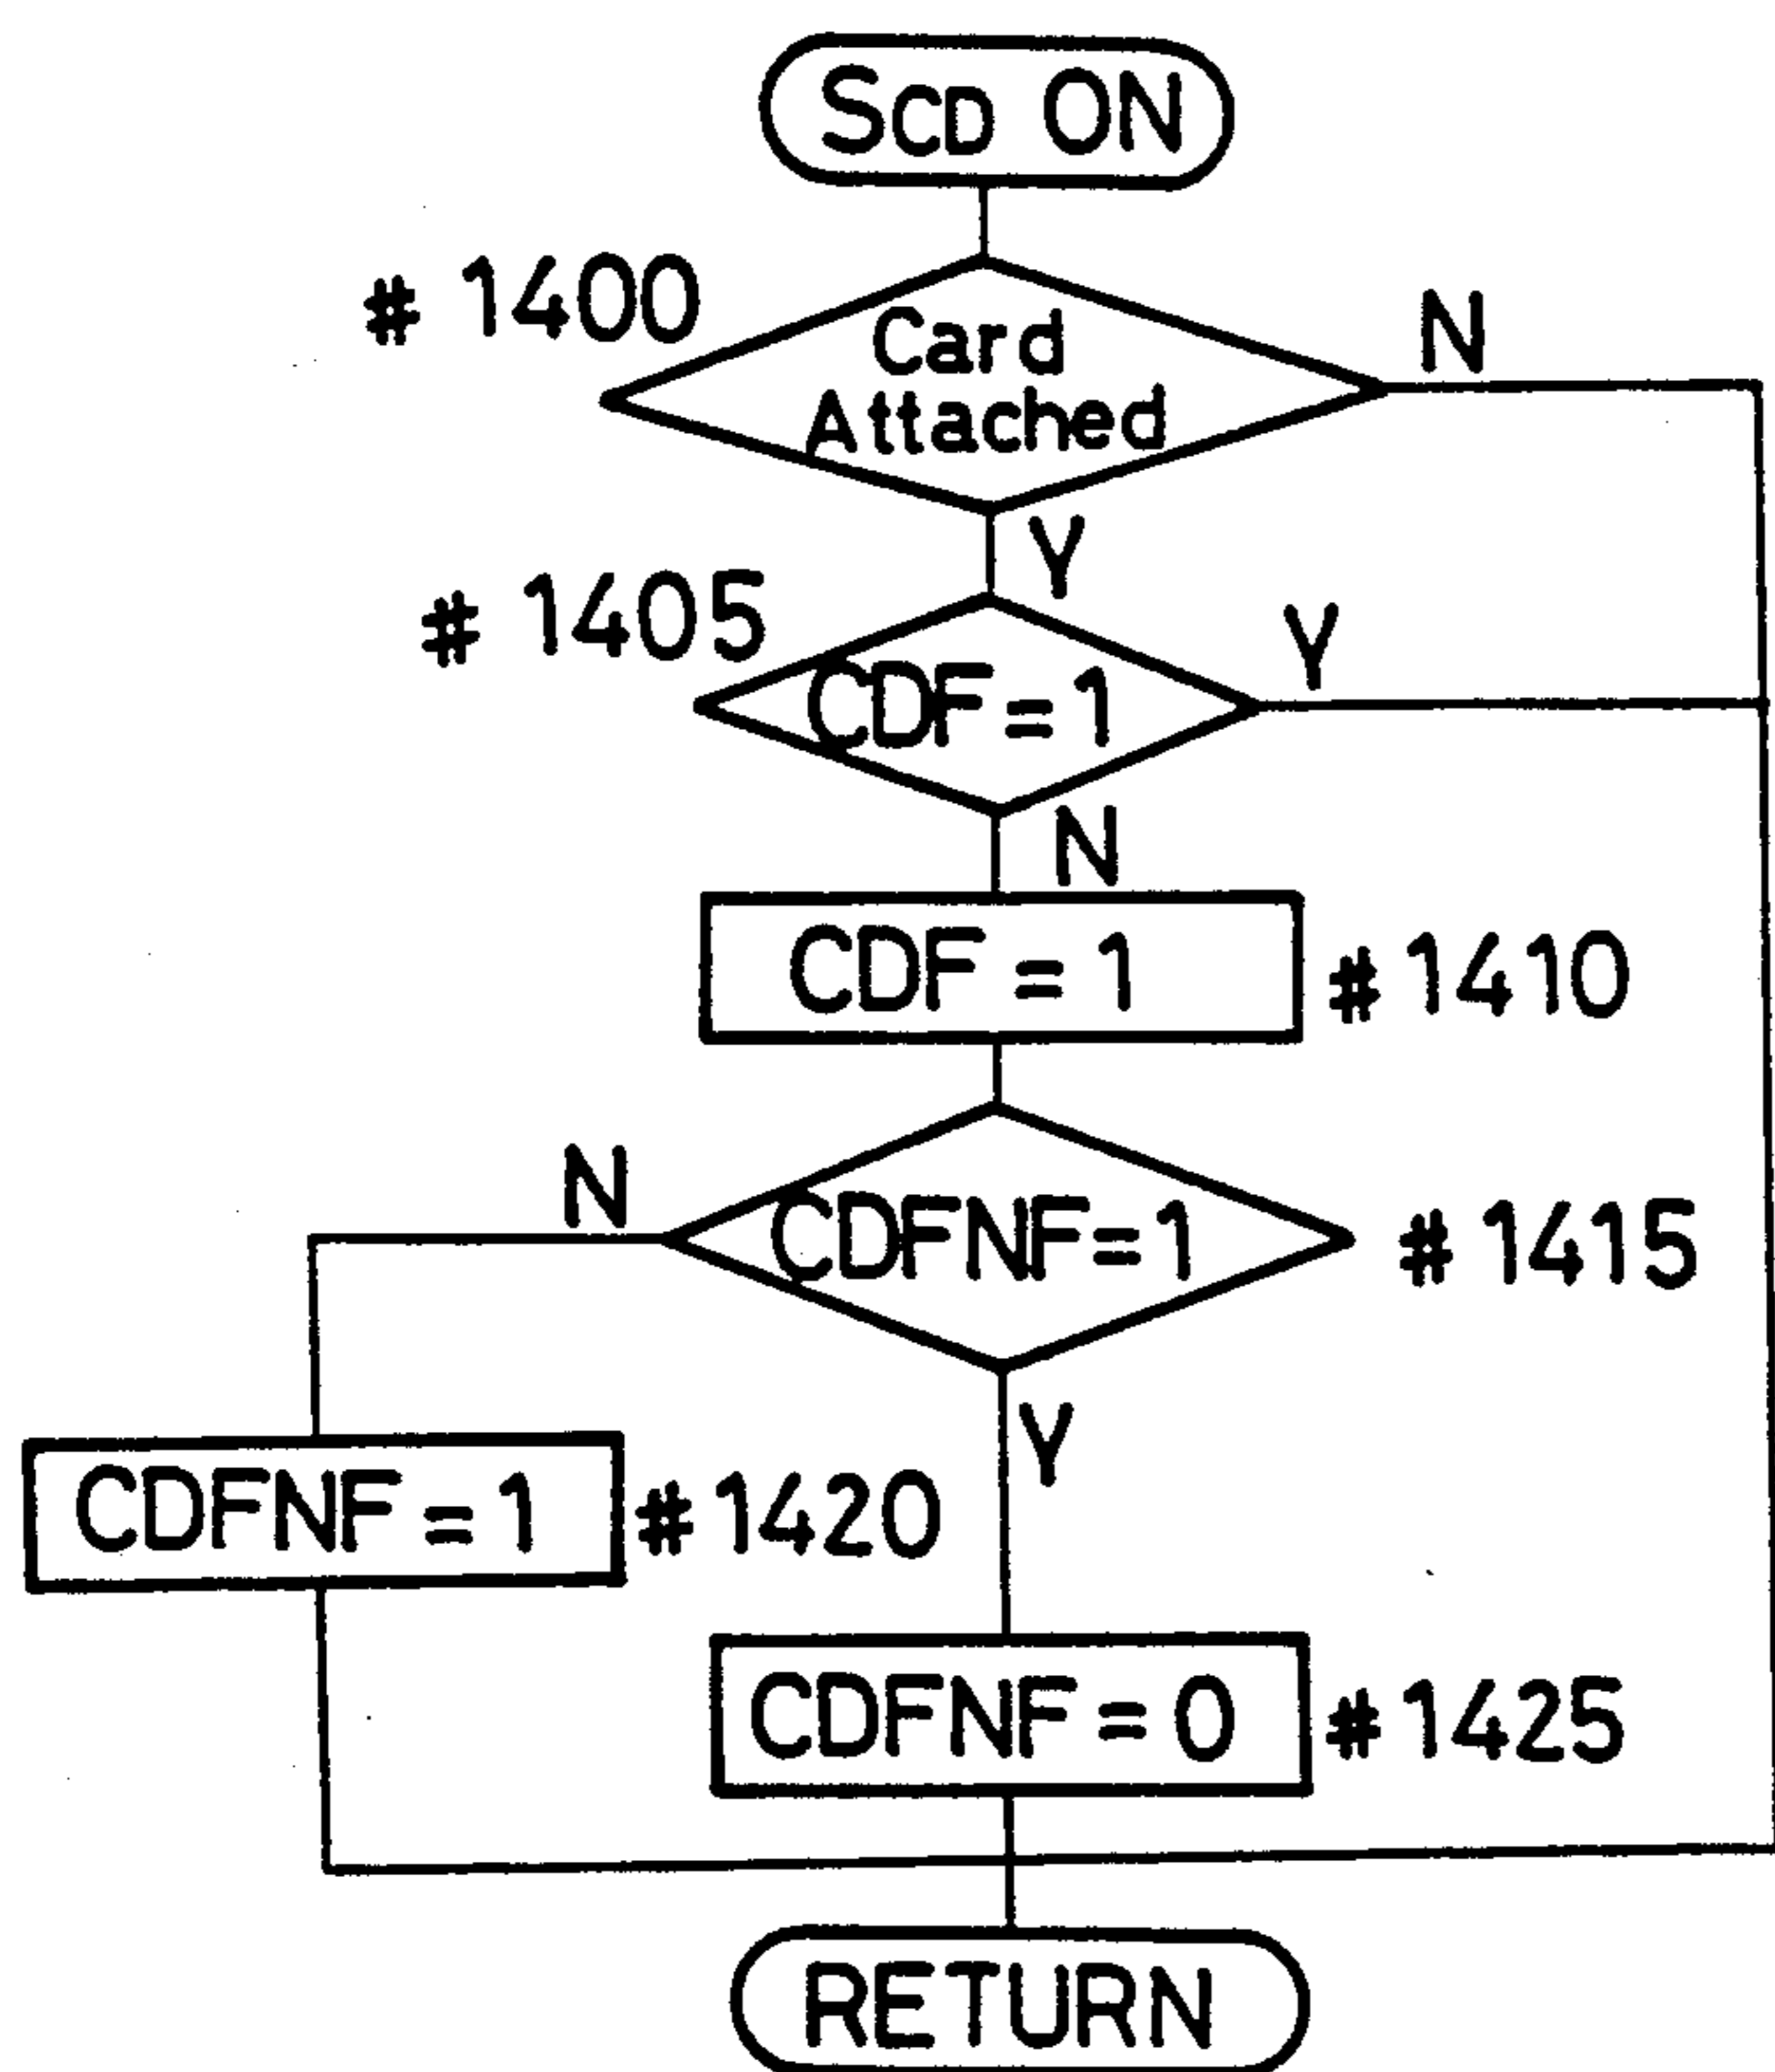 SCD ON
# 1400
Card
Attached
N
Y
# 1405
CDF=1
Y
N
CDF = 1
# 1410
N
CDFNF=1
# 1415
Y
CDFNF = 1
# 1420
CDFNF = 0
# 1425
RETURN